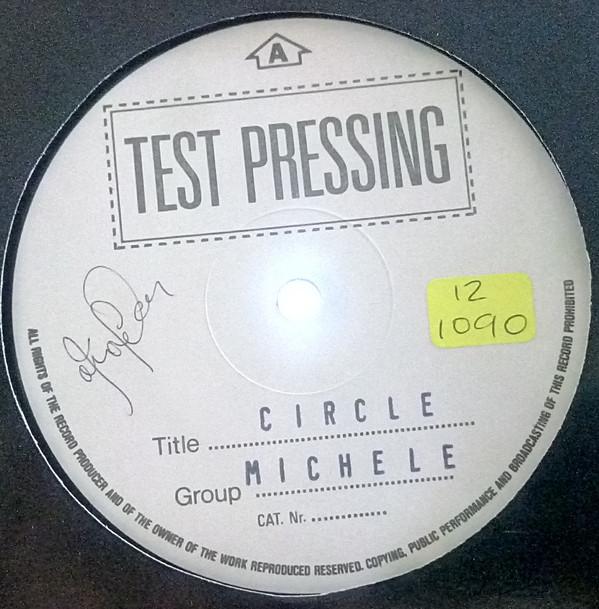 A
TEST PRESSING
12
1090
Title .......... CIRCLE
Group .......... MICHELE
CAT. Nr. ..........
ALL RIGHTS OF THE RECORD PRODUCER AND OF THE OWNER OF THE WORK REPRODUCED RESERVED. COPYING, PUBLIC PERFORMANCE AND BROADCASTING OF THIS RECORD PROHIBITED